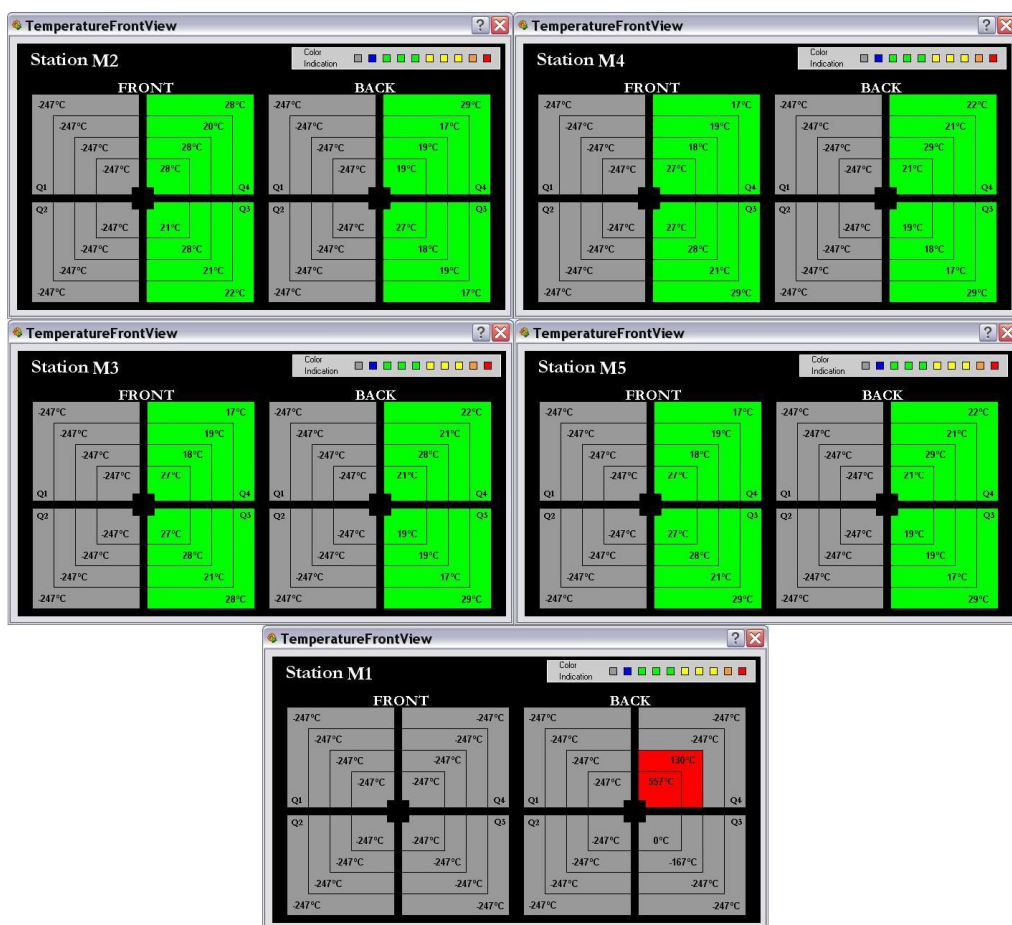 TemperatureFrontView ?
Station M2 Color Indication
FRONT BACK
-247°C 28°C -247°C 29°C
-247°C 20°C -247°C 17°C
-247°C 28°C -247°C 19°C
-247°C 28°C -247°C 19°C
Q1 Q4 Q1 Q4
Q2 Q3 Q2 Q3
-247°C 21°C -247°C 27°C
-247°C 28°C -247°C 18°C
-247°C 21°C -247°C 19°C
-247°C 22°C -247°C 17°C
TemperatureFrontView ?
Station M4 Color Indication
FRONT BACK
-247°C 17°C -247°C 22°C
-247°C 19°C -247°C 21°C
-247°C 18°C -247°C 29°C
-247°C 27°C -247°C 21°C
Q1 Q4 Q1 Q4
Q2 Q3 Q2 Q3
-247°C 27°C -247°C 19°C
-247°C 28°C -247°C 18°C
-247°C 21°C -247°C 17°C
-247°C 29°C -247°C 29°C
TemperatureFrontView ?
Station M3 Color Indication
FRONT BACK
-247°C 17°C -247°C 22°C
-247°C 19°C -247°C 21°C
-247°C 18°C -247°C 28°C
-247°C 27°C -247°C 21°C
Q1 Q4 Q1 Q4
Q2 Q3 Q2 Q3
-247°C 27°C -247°C 19°C
-247°C 28°C -247°C 19°C
-247°C 21°C -247°C 17°C
-247°C 28°C -247°C 29°C
TemperatureFrontView ?
Station M5 Color Indication
FRONT BACK
-247°C 17°C -247°C 22°C
-247°C 19°C -247°C 21°C
-247°C 18°C -247°C 29°C
-247°C 27°C -247°C 21°C
Q1 Q4 Q1 Q4
Q2 Q3 Q2 Q3
-247°C 27°C -247°C 19°C
-247°C 28°C -247°C 19°C
-247°C 21°C -247°C 17°C
-247°C 29°C -247°C 29°C
TemperatureFrontView ?
Station M1 Color Indication
FRONT BACK
-247°C -247°C -247°C -247°C
-247°C -247°C -247°C -247°C
-247°C -247°C -247°C 130°C
-247°C -247°C -247°C 557°C
Q1 Q4 Q1 Q4
Q2 Q3 Q2 Q3
-247°C -247°C -247°C 0°C
-247°C -247°C -247°C -167°C
-247°C -247°C -247°C -247°C
-247°C -247°C -247°C -247°C